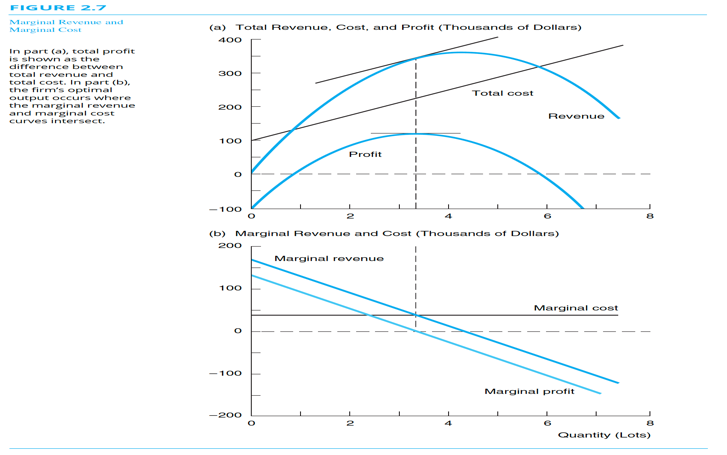 FIGURE 2.7
Marginal Revenue and
Marginal Cost
In part (a), total profit
is shown as the
difference between
total revenue and
total cost. In part (b),
the firm's optimal
output occurs where
the marginal revenue
and marginal cost
curves intersect.
(a) Total Revenue, Cost, and Profit (Thousands of Dollars)
400
300
Total cost
200
Revenue
100
Profit
0
−100
0 2 4 6 8
(b) Marginal Revenue and Cost (Thousands of Dollars)
200
Marginal revenue
100
Marginal cost
0
−100
Marginal profit
−200
0 2 4 6 8
Quantity (Lots)